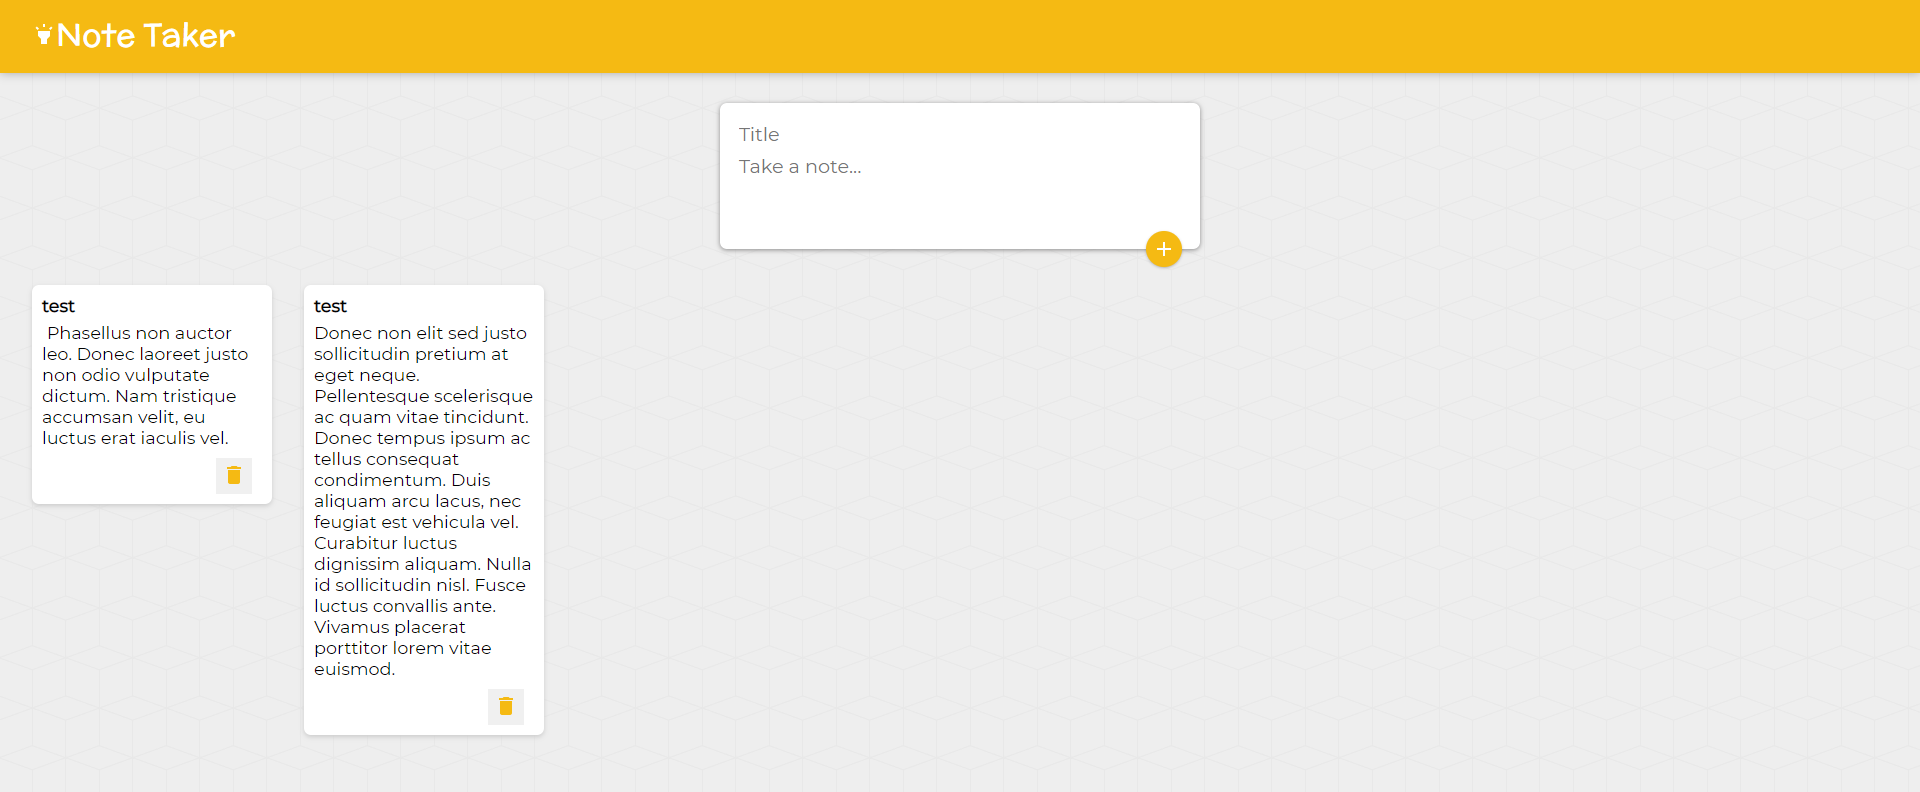 Note Taker
Title
Take a note...
test
Phasellus non auctor
leo. Donec laoreet justo
non odio vulputate
dictum. Nam tristique
accumsan velit, eu
luctus erat iaculis vel.
test
Donec non elit sed justo
sollicitudin pretium at
eget neque.
Pellentesque scelerisque
ac quam vitae tincidunt.
Donec tempus ipsum ac
tellus consequat
condimentum. Duis
aliquam arcu lacus, nec
feugiat est vehicula vel.
Curabitur luctus
dignissim aliquam. Nulla
id sollicitudin nisl. Fusce
luctus convallis ante.
Vivamus placerat
porttitor lorem vitae
euismod.